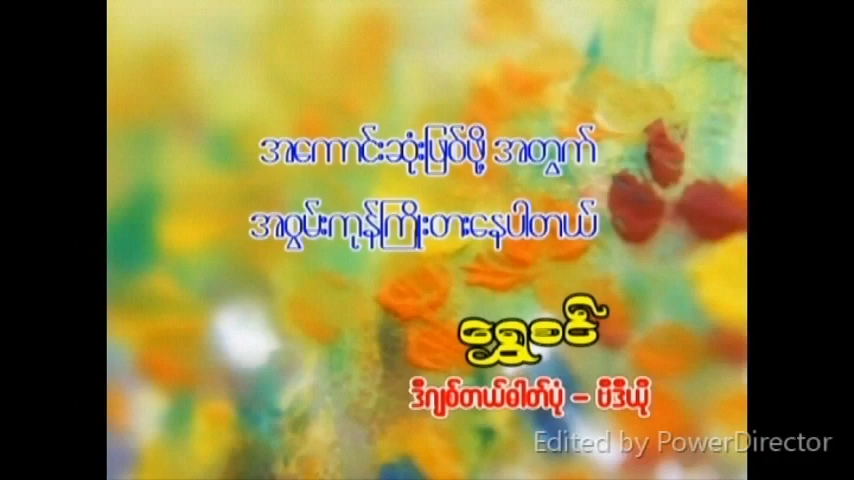 အကောင်းဆုံးဖြစ်ဖို့ အတွက်
အစွမ်းကုန်ကြိုးစားနေပါတယ်
ရွှေစင်
ဒီဂျစ်တယ်ဓါတ်ပုံ - ဗီဒီယို
Edited by PowerDirector